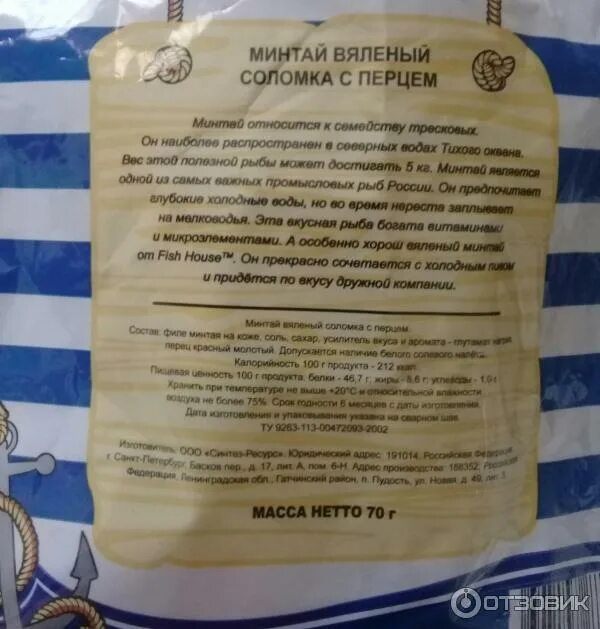 МИНТАЙ ВЯЛЕНЫЙ
СОЛОМКА С ПЕРЦЕМ
Минтай относится к семейству тресковых.
Он наиболее распространен в северных водах Тихого океана.
Вес этой полезной рыбы может достигать 5 кг. Минтай является
одной из самых важных промысловых рыб России. Он предпочитает
глубокие холодные воды, но во время нереста заплывает
на мелководья. Эта вкусная рыба богата витаминами
и микроэлементами. А особенно хорош вяленый минтай
от Fish House™. Он прекрасно сочетается с холодным пивом
и придётся по вкусу дружной компании.
Минтай вяленый соломка с перцем.
Состав: филе минтая на коже, соль, сахар, усилитель вкуса и аромата - глутамат натрия,
перец красный молотый. Допускается наличие белого солевого налёта.
Калорийность 100 г продукта - 212 ккал.
Пищевая ценность 100 г продукта: белки - 46,7 г; жиры - 5,6 г; углеводы - 1,0 г
Хранить при температуре не выше +20°С и относительной влажности
воздуха не более 75%. Срок годности 6 месяцев с даты изготовления.
Дата изготовления и упаковывания указана на сварном шве.
ТУ 9263-113-00472093-2002
Изготовитель: ООО «Синтез-Ресурс». Юридический адрес: 191014, Российская Федерация,
г. Санкт-Петербург, Басков пер., д. 17, лит. А, пом. 6-Н. Адрес производства: 188352, Российская
Федерация, Ленинградская обл., Гатчинский район, п. Пудость, ул. Новая, д. 49, лит.
МАССА НЕТТО 70 г
ОТЗОВИК